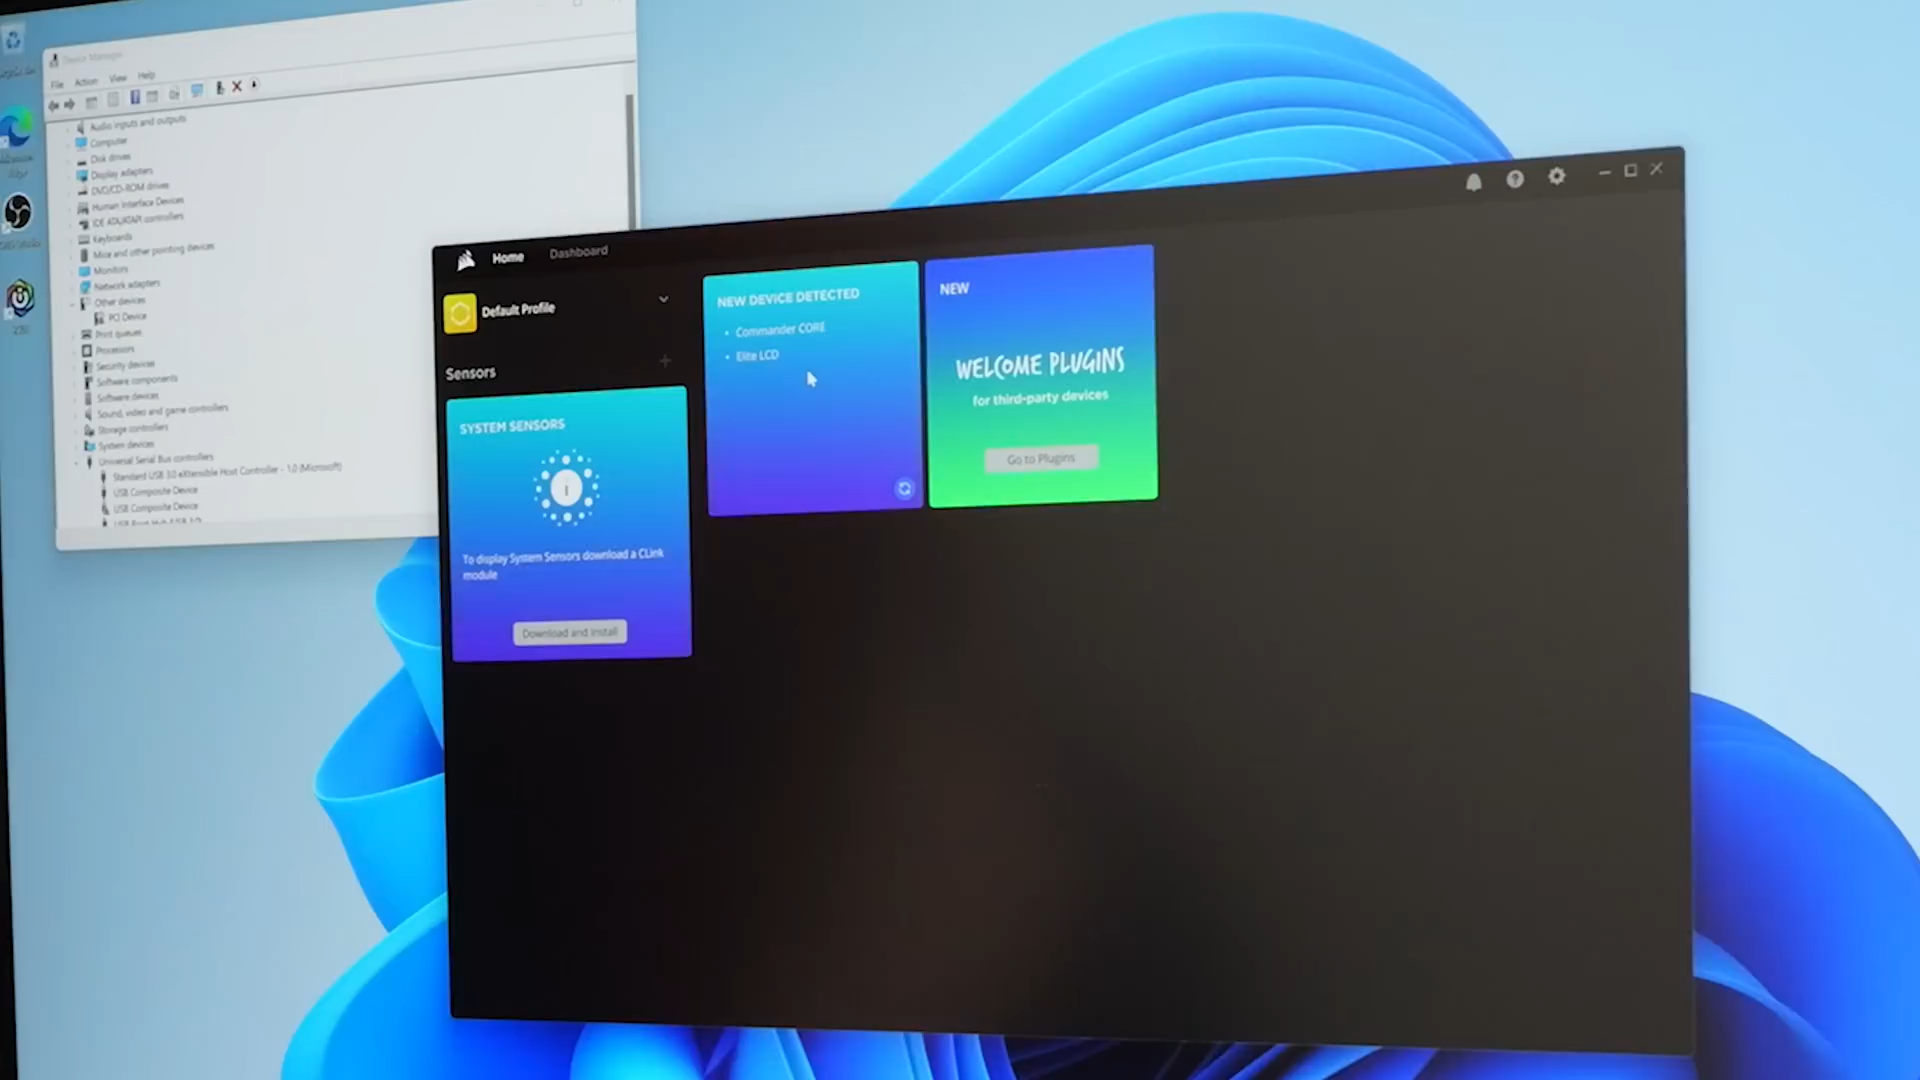 Device Manager
File Action View Help
Audio inputs and outputs
Computer
Disk drives
Display adapters
DVD/CD-ROM drives
Human Interface Devices
IDE ATA/ATAPI controllers
Keyboards
Mice and other pointing devices
Monitors
Network adapters
Other devices
PCI Device
Print queues
Processors
Security devices
Software components
Software devices
Sound, video and game controllers
Storage controllers
System devices
Universal Serial Bus controllers
Standard USB 3.0 eXtensible Host Controller - 1.0 (Microsoft)
USB Composite Device
USB Composite Device
Home Dashboard
Default Profile
Sensors
SYSTEM SENSORS
To display System Sensors download a CLink
module
Download and install
NEW DEVICE DETECTED
• Commander CORE
• Elite LCD
NEW
WELCOME PLUGINS
for third-party devices
Go to Plugins